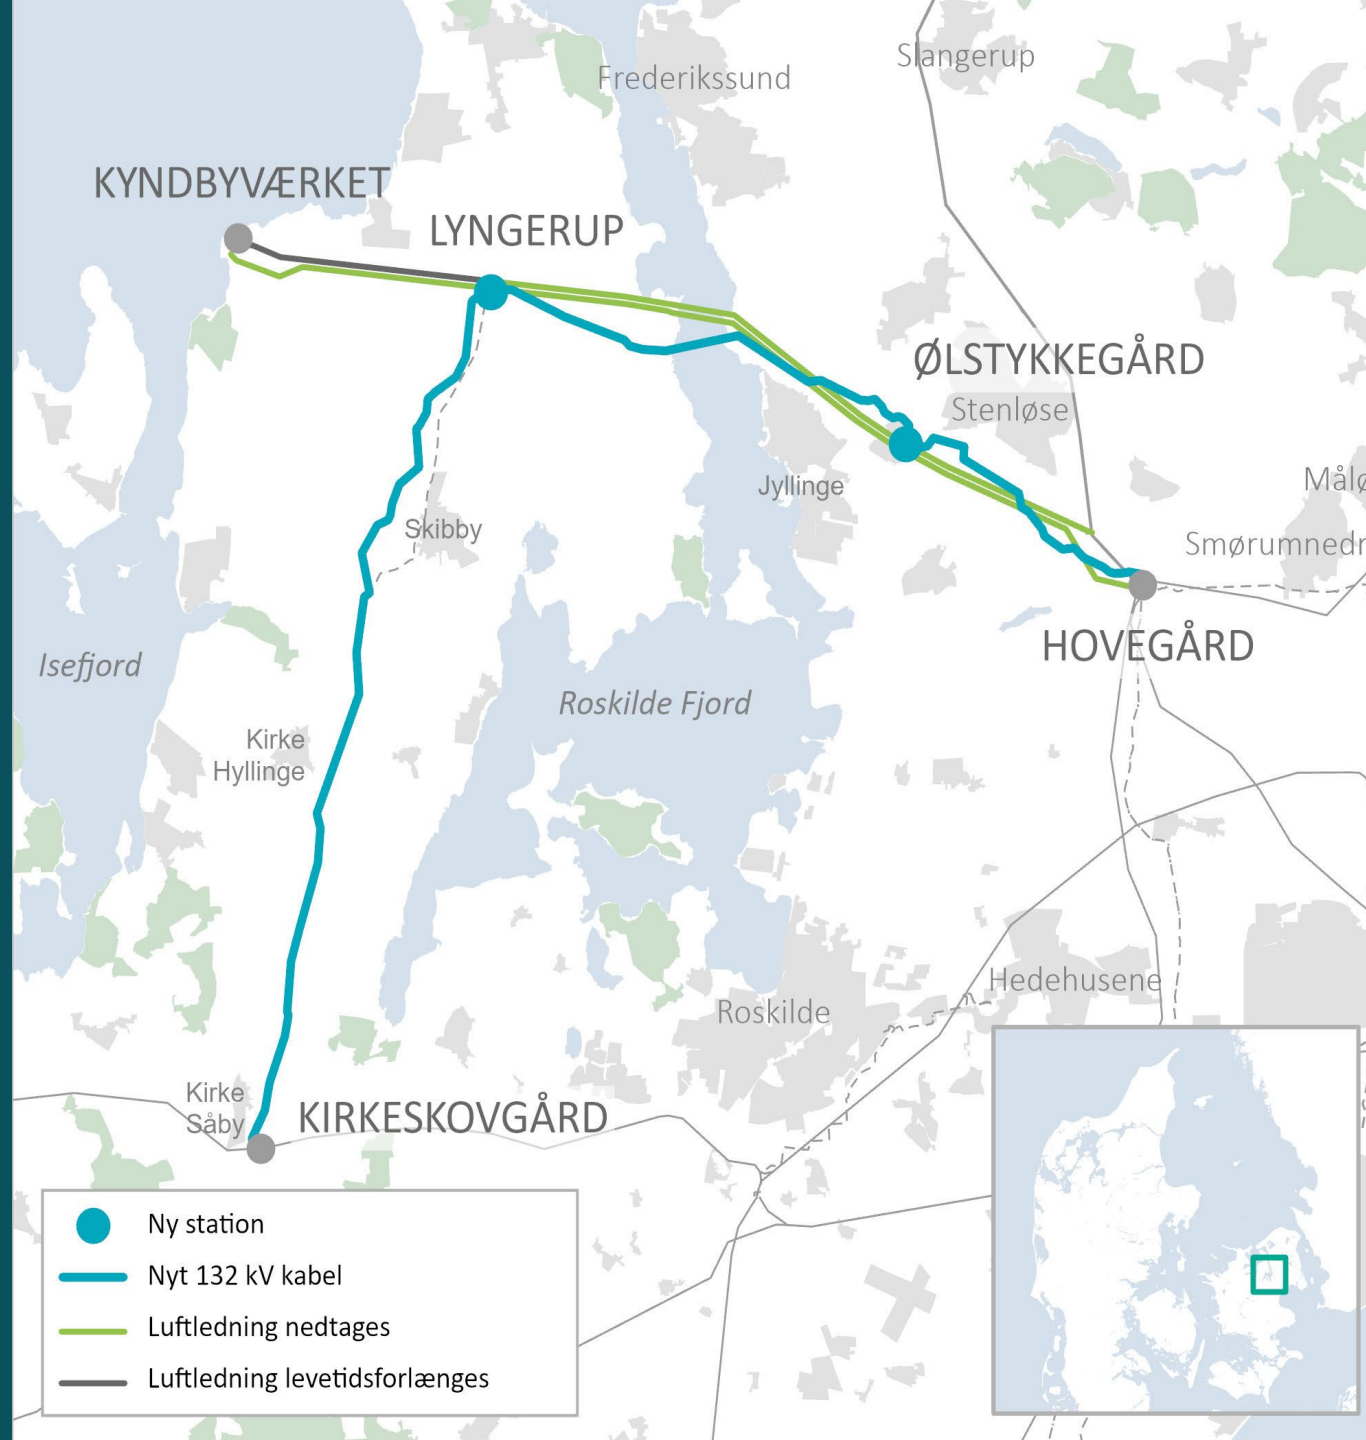 Slangerup
Frederikssund
KYNDBYVÆRKET
LYNGERUP
ØLSTYKKEGÅRD
Stenløse
Jyllinge
Skibby
Smørumnedr
HOVEGÅRD
Isefjord
Roskilde Fjord
Kirke
Hyllinge
Hedehusene
Roskilde
Kirke
Såby
KIRKESKOVGÅRD
Ny station
Nyt 132 kV kabel
Luftledning nedtages
Luftledning levetidsforlænges